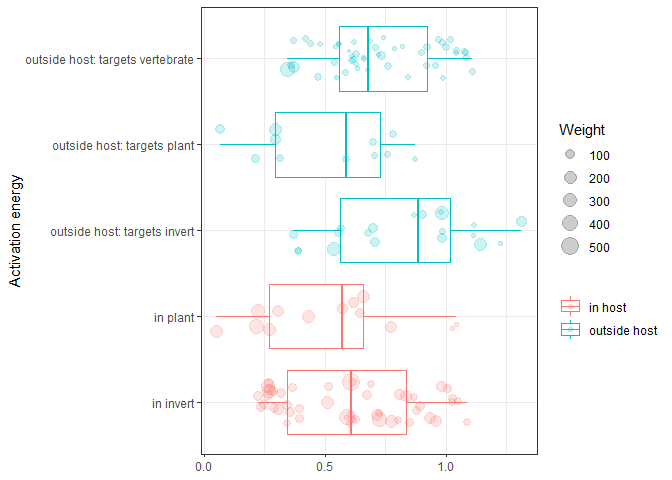 outside host: targets vertebrate
outside host: targets plant
outside host: targets invert
in plant
in invert
Activation energy
0.0
0.5
1.0
Weight
100
200
300
400
500
in host
outside host